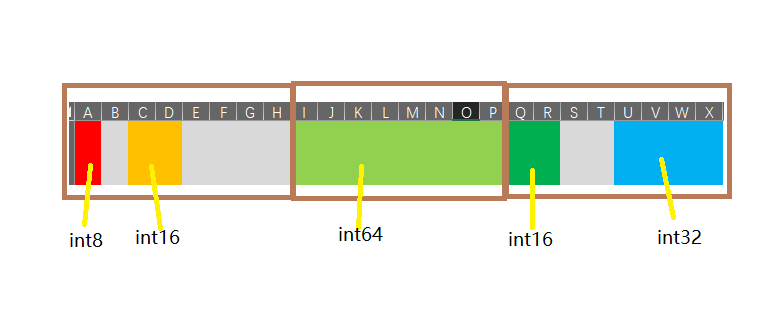 A B C D E F G H I J K L M N O P Q R S T U V W X
int8 int16 int64 int16 int32